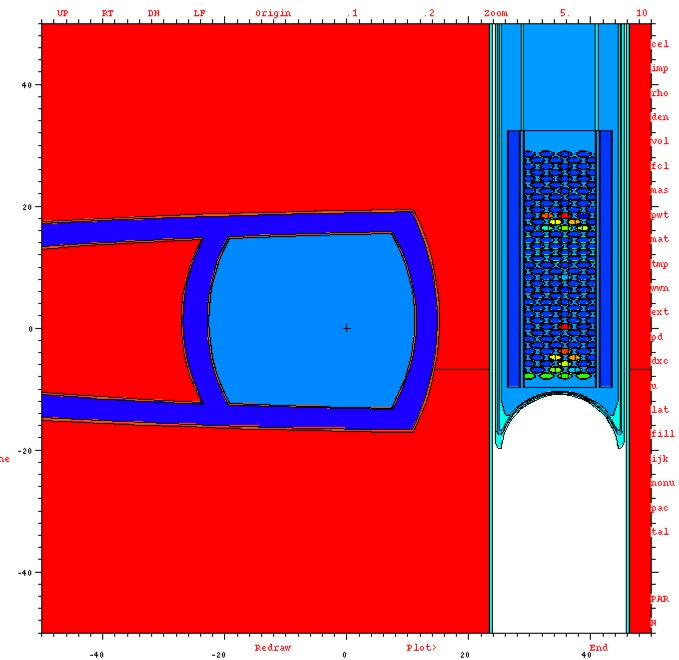 UP RT DN LF Origin .1 .2 Zoom 5. 10
cel
imp
rho
den
vol
fcl
mas
pwt
mat
tmp
wwn
ext
pd
dxc
u
lat
fill
ijk
nonu
pac
tal
PAR
N
40
20
0
-20
-40
ne
Redraw Plot> End
-40 -20 0 20 40